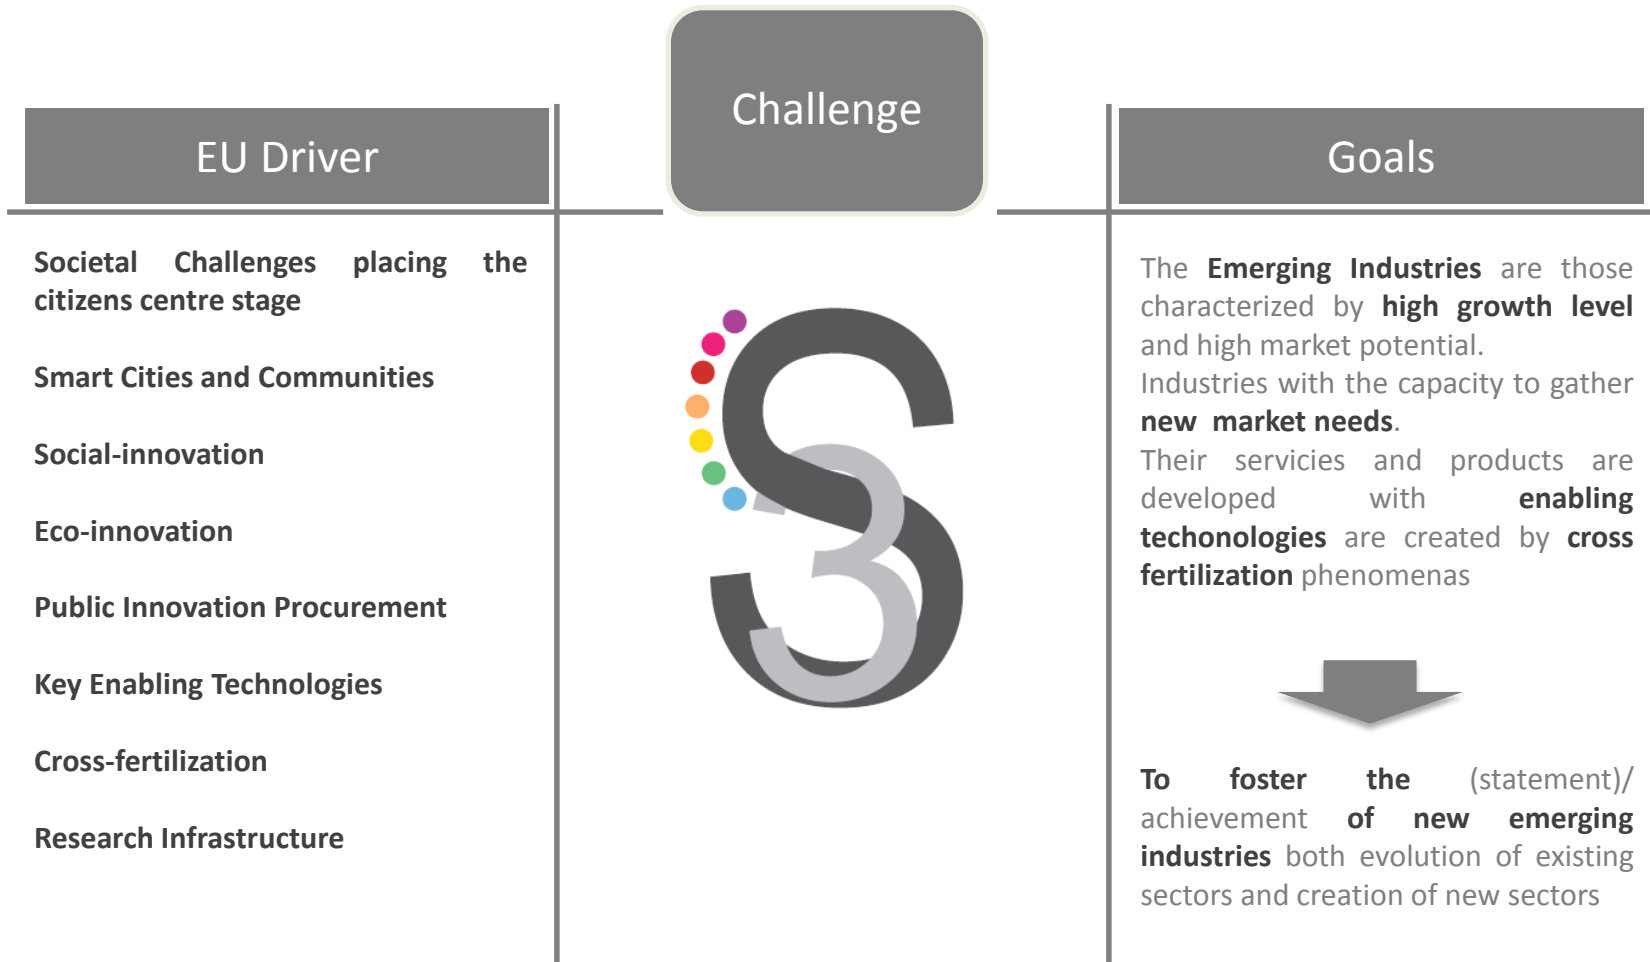 Challenge
EU Driver
Goals
Societal Challenges placing the
citizens centre stage
Smart Cities and Communities
Social-innovation
Eco-innovation
Public Innovation Procurement
Key Enabling Technologies
Cross-fertilization
Research Infrastructure
S3
The Emerging Industries are those
characterized by high growth level
and high market potential.
Industries with the capacity to gather
new market needs.
Their servicies and products are
developed with enabling
techonologies are created by cross
fertilization phenomenas
To foster the (statement)/
achievement of new emerging
industries both evolution of existing
sectors and creation of new sectors